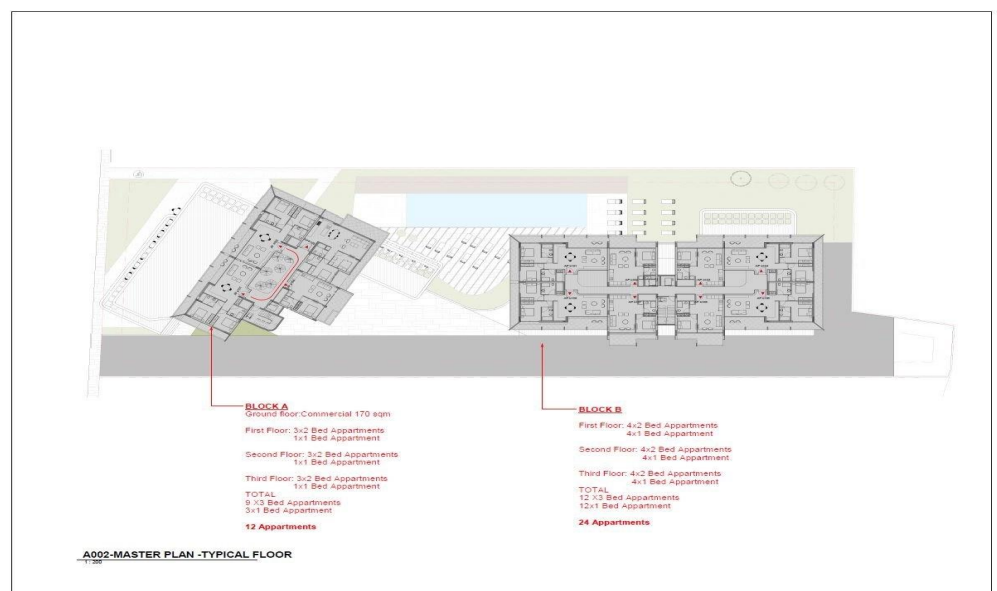 BLOCK A
Ground floor:Commercial 170 sqm
First Floor: 3x2 Bed Appartments
1x1 Bed Appartment
Second Floor: 3x2 Bed Appartments
1x1 Bed Appartment
Third Floor: 3x2 Bed Appartments
1x1 Bed Appartment
TOTAL
9 X3 Bed Appartments
3x1 Bed Appartment
12 Appartments
BLOCK B
First Floor: 4x2 Bed Appartments
4x1 Bed Appartment
Second Floor: 4x2 Bed Appartments
4x1 Bed Appartment
Third Floor: 4x2 Bed Appartments
4x1 Bed Appartment
TOTAL
12 X3 Bed Appartments
12x1 Bed Appartment
24 Appartments
A002-MASTER PLAN -TYPICAL FLOOR
1 : 200